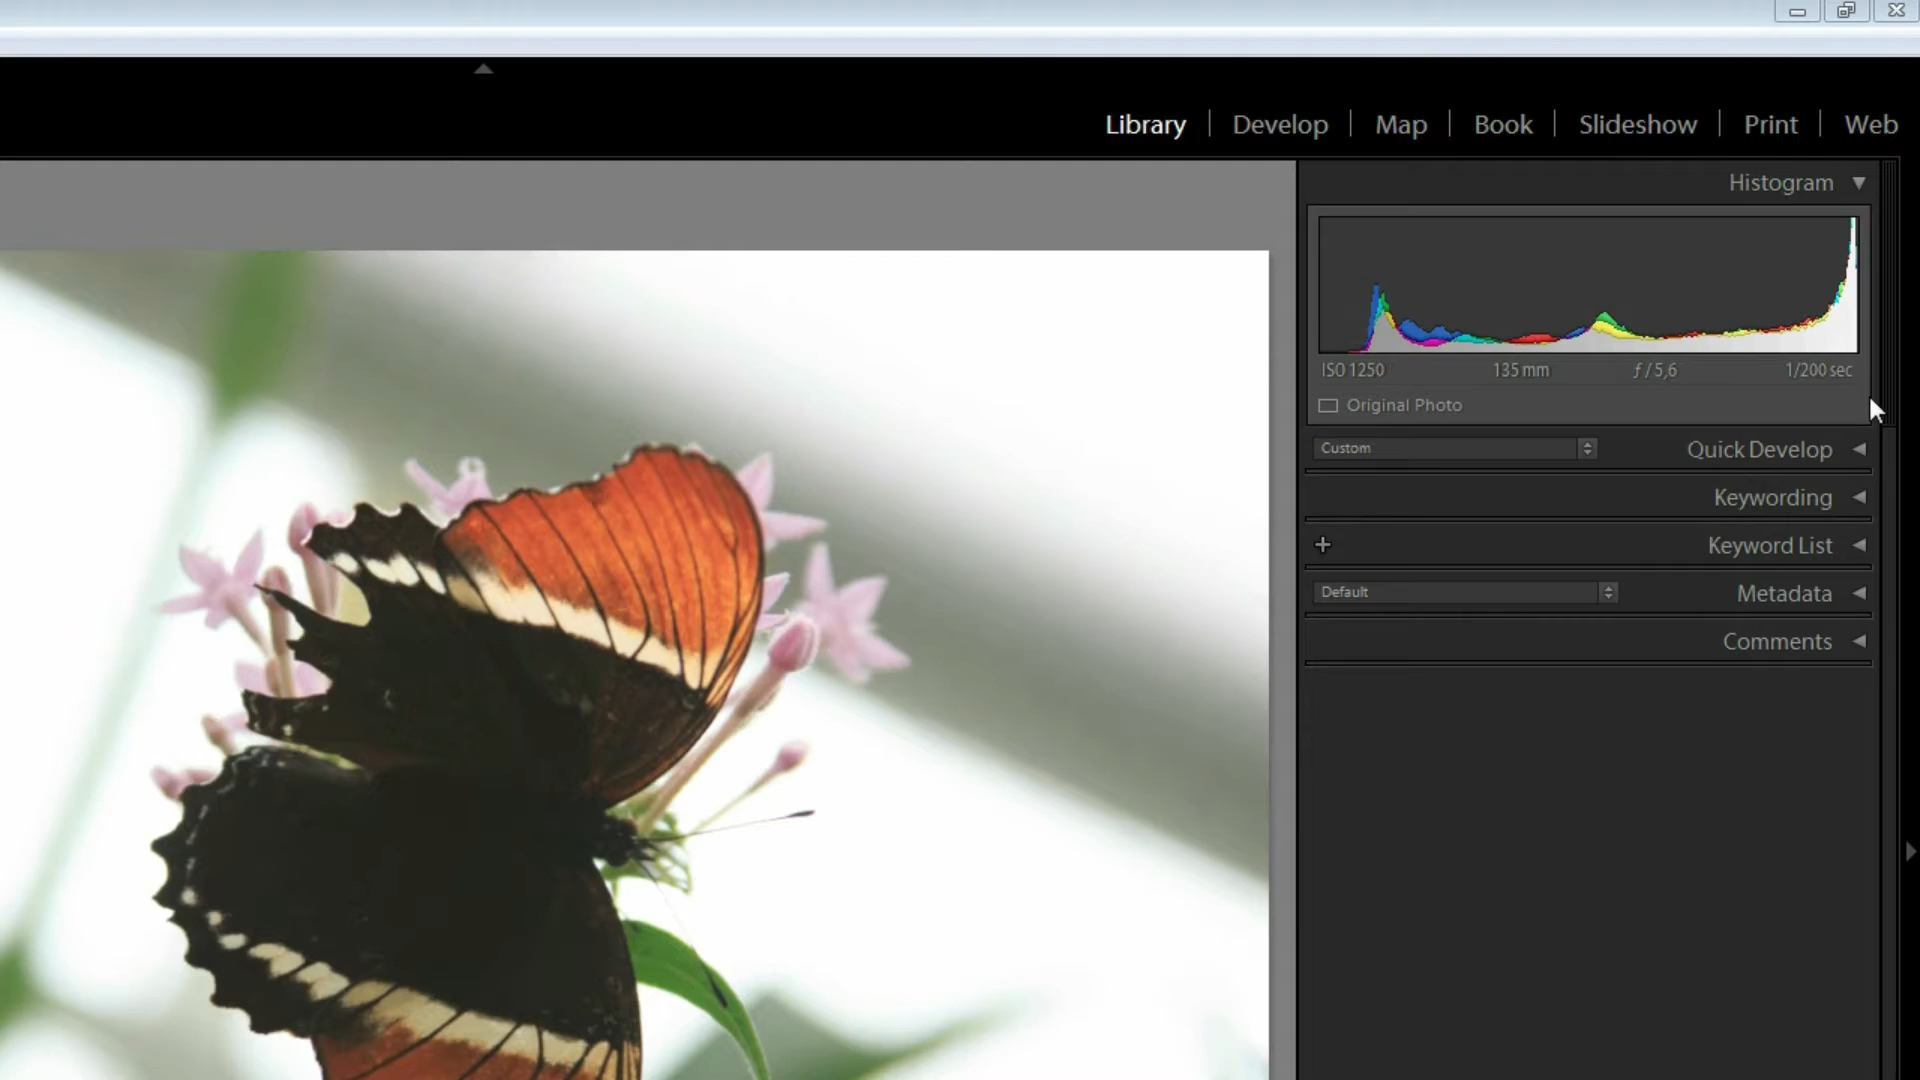 Library | Develop | Map | Book | Slideshow | Print | Web
Histogram
ISO 1250 135 mm ƒ / 5,6 1/200 sec
Original Photo
Custom Quick Develop
Keywording
+ Keyword List
Default Metadata
Comments